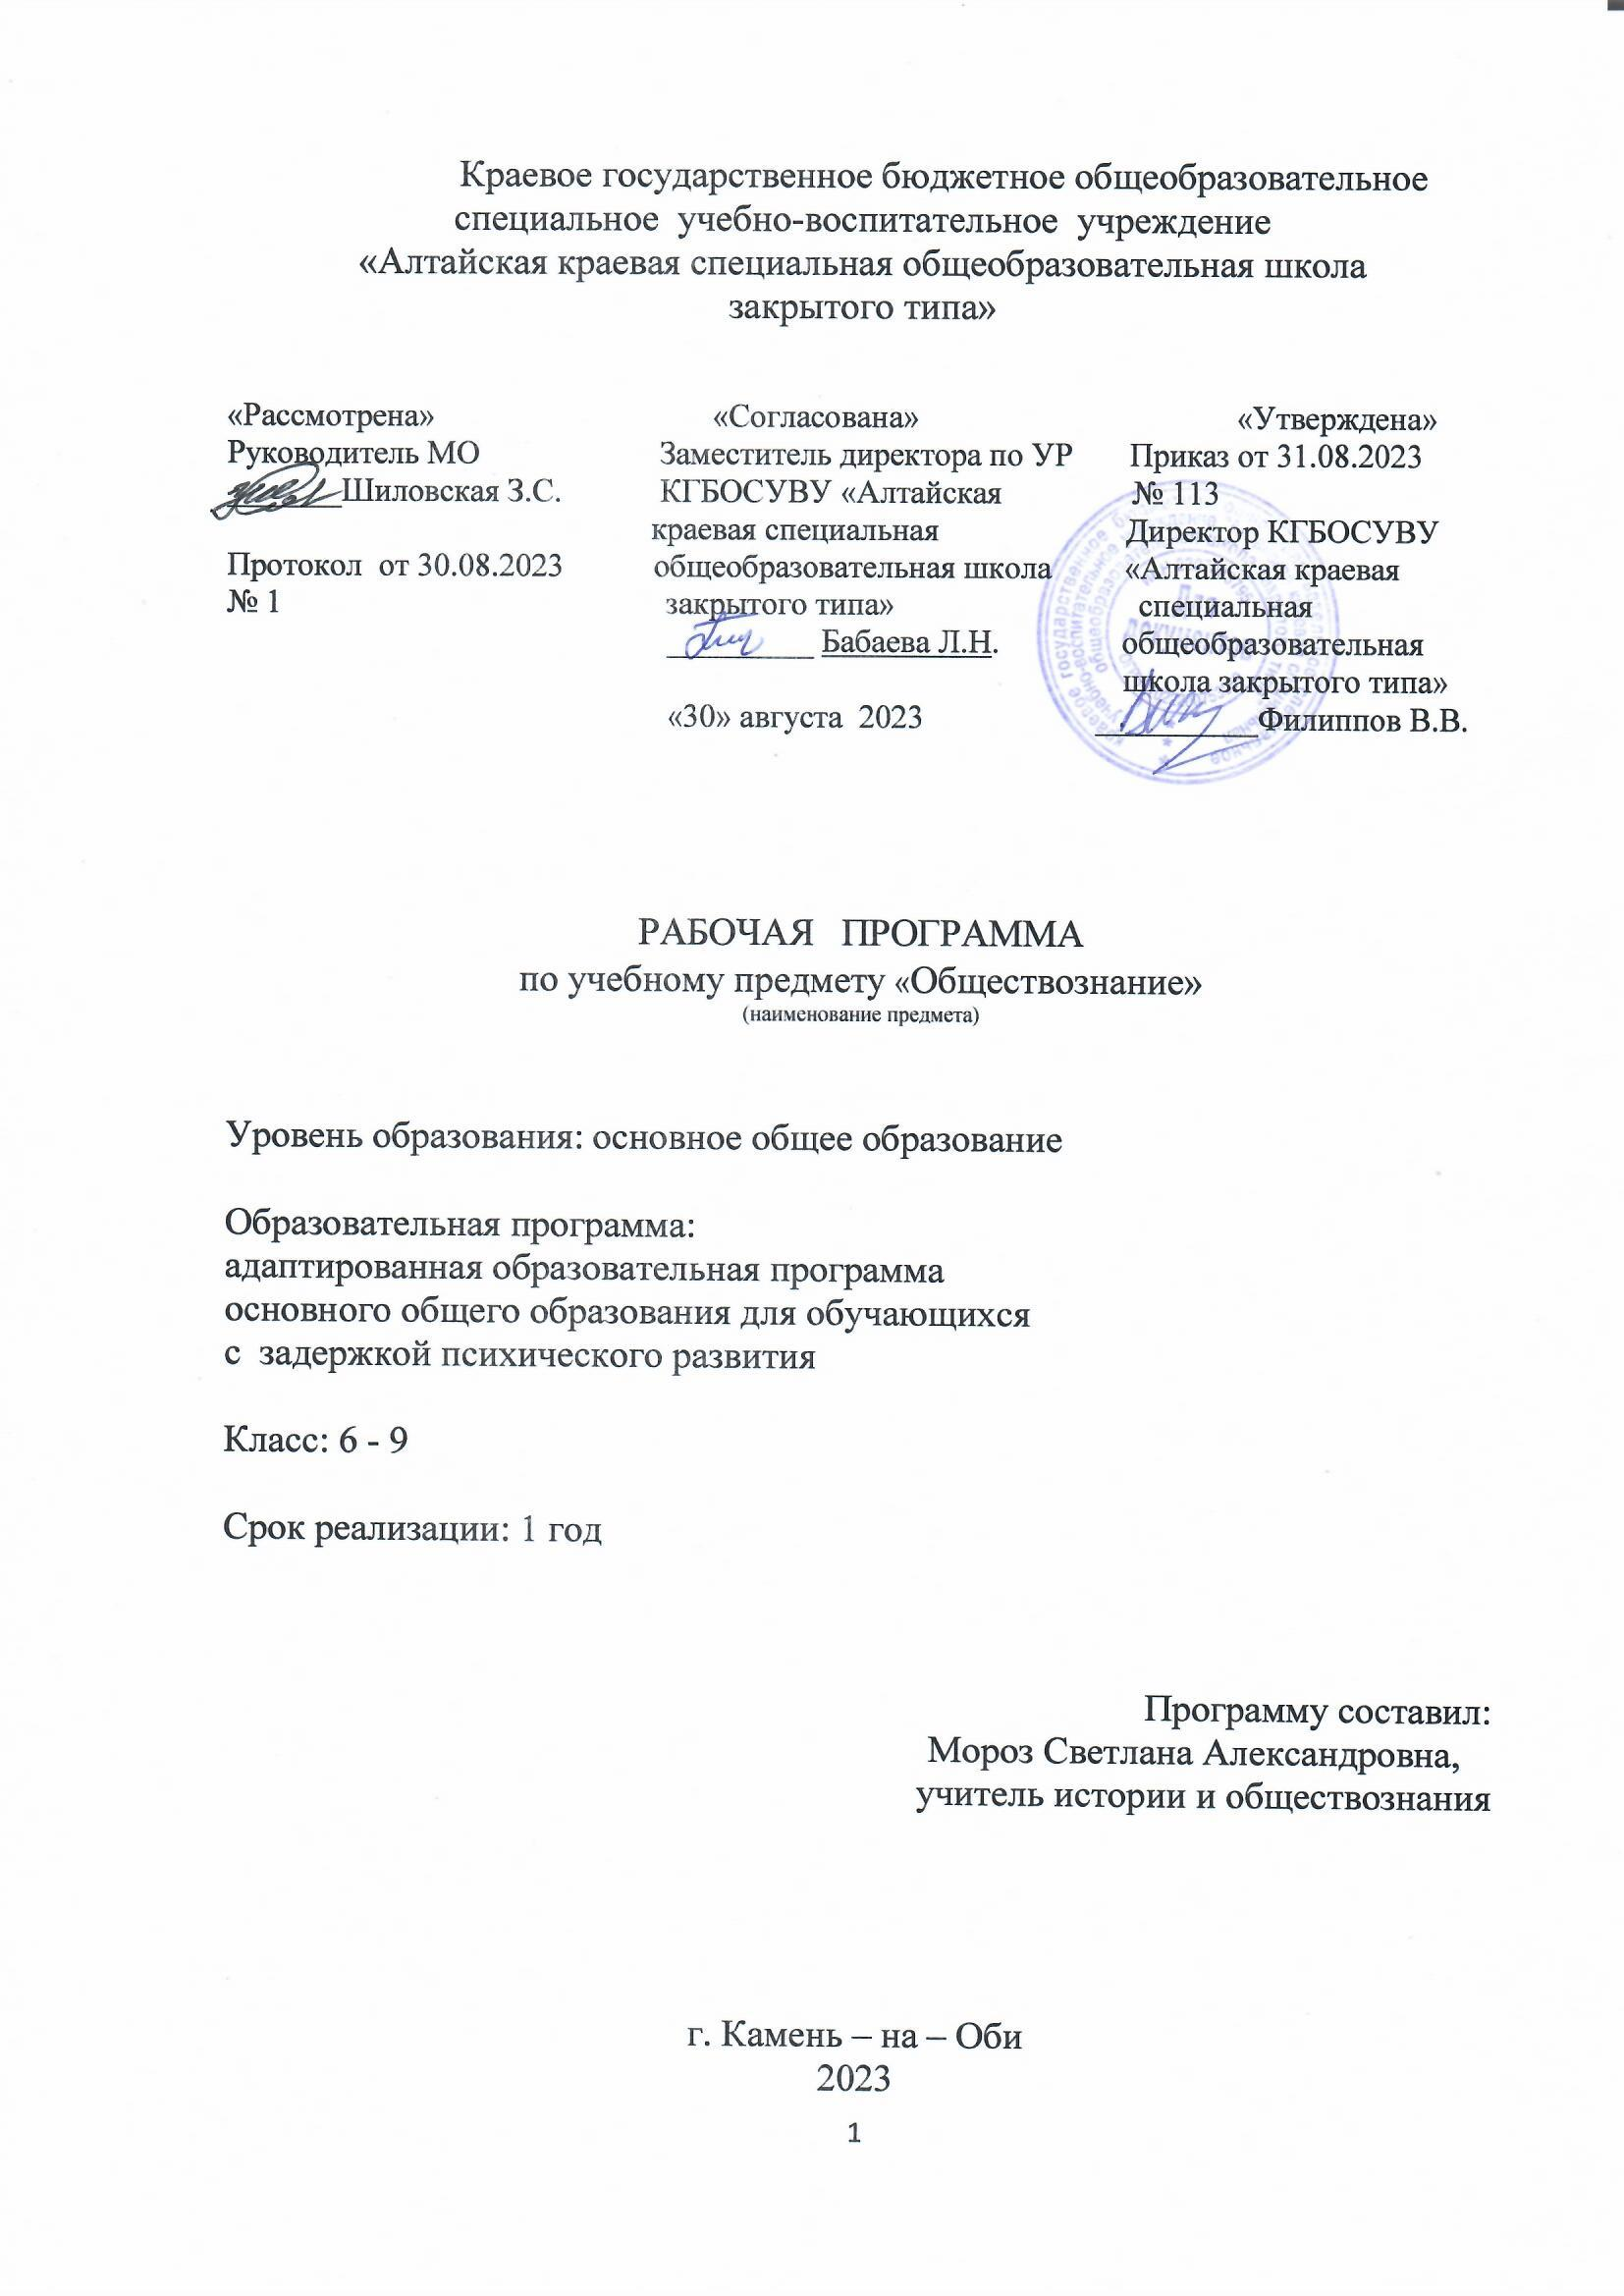 Краевое государственное бюджетное общеобразовательное
специальное учебно-воспитательное учреждение
«Алтайская краевая специальная общеобразовательная школа
закрытого типа»
«Рассмотрена»
Руководитель МО
Шиловская З.С.
Протокол от 30.08.2023
№ 1
«Согласована»
Заместитель директора по УР
КГБОСУВУ «Алтайская
краевая специальная
общеобразовательная школа
закрытого типа»
Бабаева Л.Н.
«30» августа 2023
«Утверждена»
Приказ от 31.08.2023
№ 113
Директор КГБОСУВУ
«Алтайская краевая
специальная
общеобразовательная
школа закрытого типа»
Филиппов В.В.
Для
документов
РАБОЧАЯ ПРОГРАММА
по учебному предмету «Обществознание»
(наименование предмета)
Уровень образования: основное общее образование
Образовательная программа:
адаптированная образовательная программа
основного общего образования для обучающихся
с задержкой психического развития
Класс: 6 - 9
Срок реализации: 1 год
Программу составил:
Мороз Светлана Александровна,
учитель истории и обществознания
г. Камень – на – Оби
2023
1